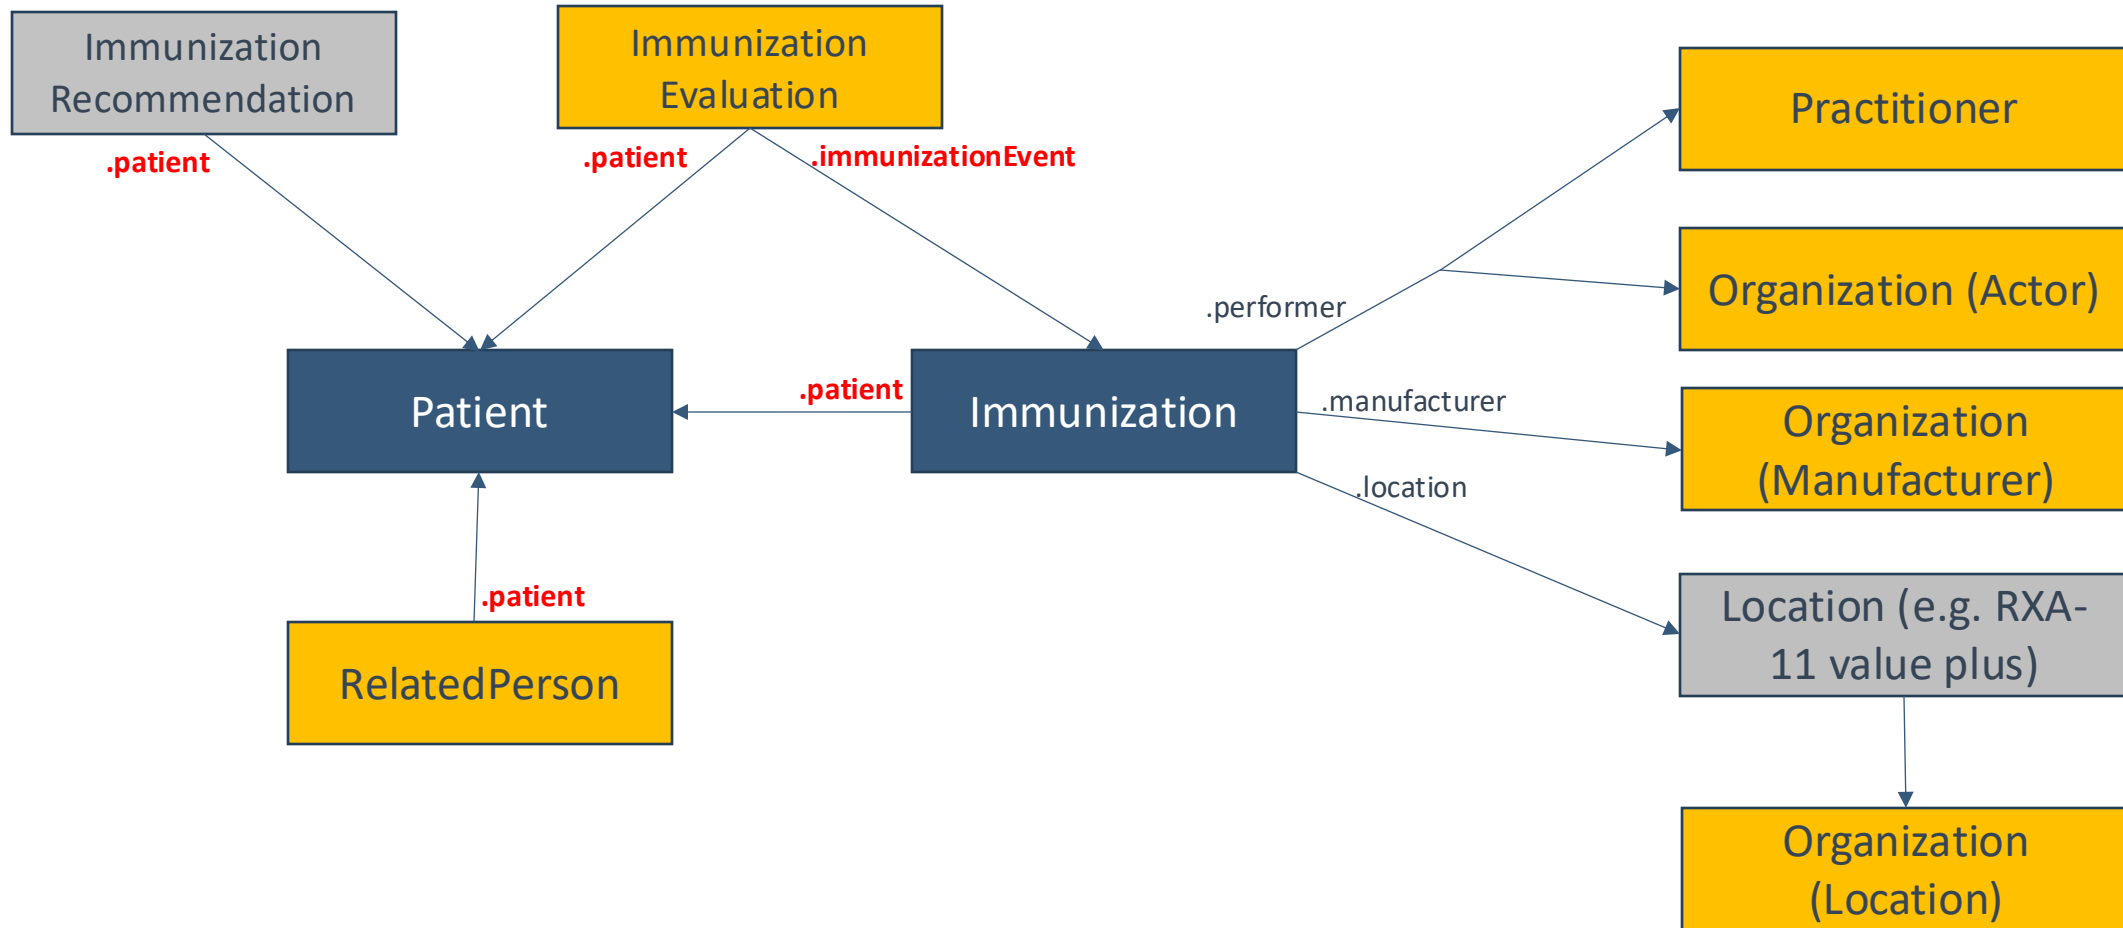 Immunization
Recommendation
Immunization
Evaluation
Practitioner
.patient
.patient
.immunizationEvent
Organization (Actor)
.performer
Patient
.patient
Immunization
.manufacturer
Organization
(Manufacturer)
.location
.patient
RelatedPerson
Location (e.g. RXA-
11 value plus)
Organization
(Location)